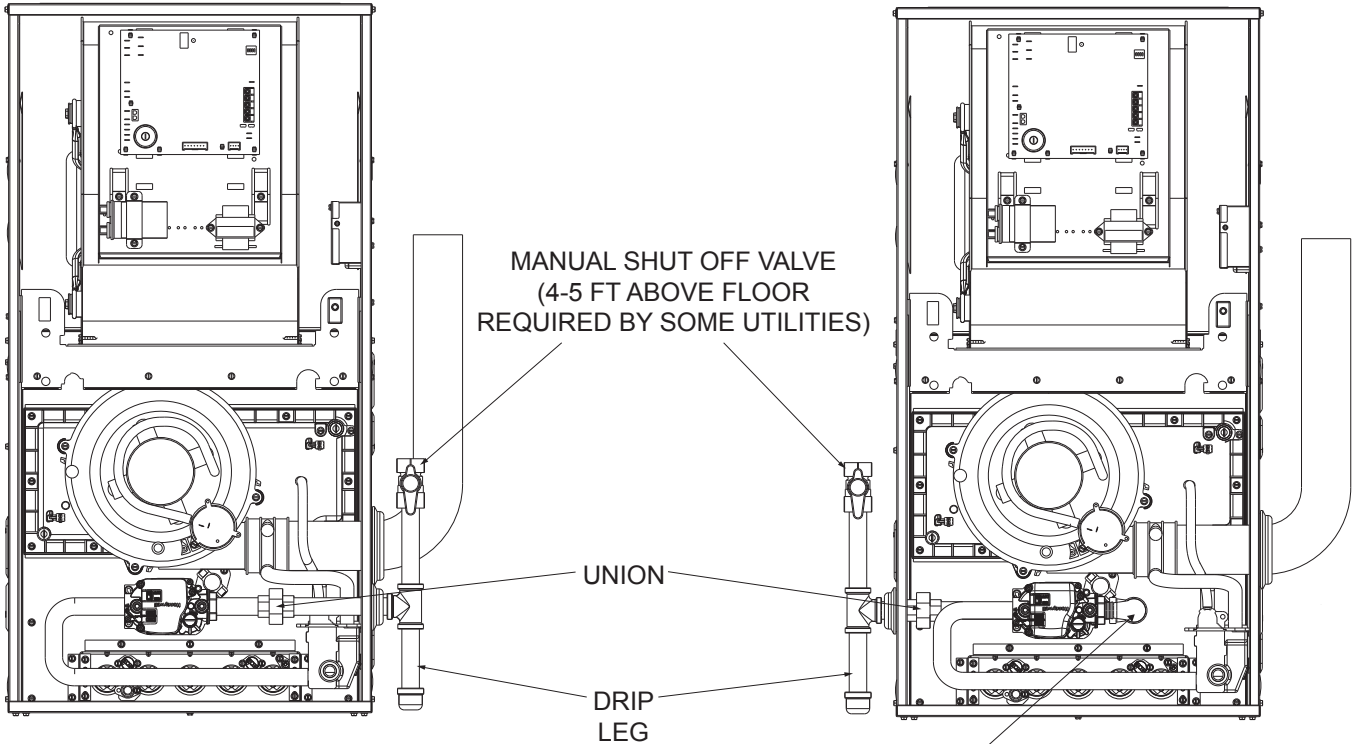 MANUAL SHUT OFF VALVE
(4-5 FT ABOVE FLOOR
REQUIRED BY SOME UTILITIES)
UNION
DRIP
LEG